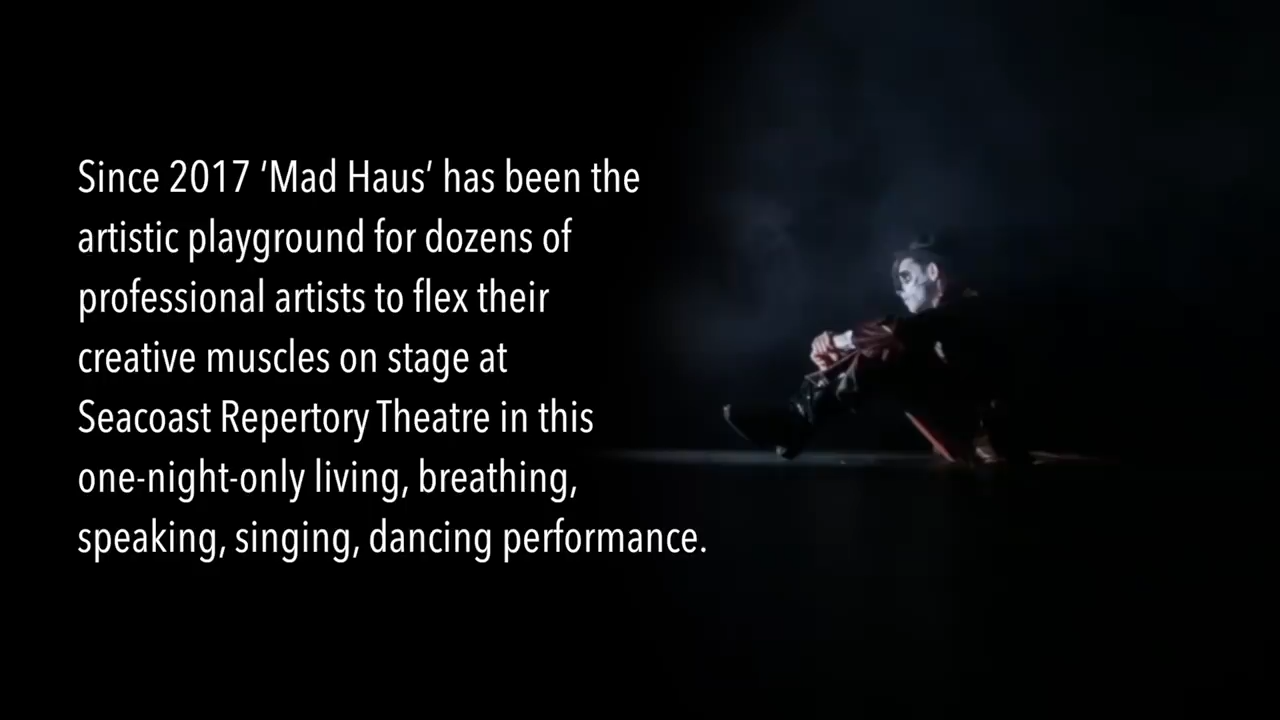 Since 2017 ‘Mad Haus‘ has been the
artistic playground for dozens of
professional artists to flex their
creative muscles on stage at
Seacoast Repertory Theatre in this
one-night-only living, breathing,
speaking, singing, dancing performance.